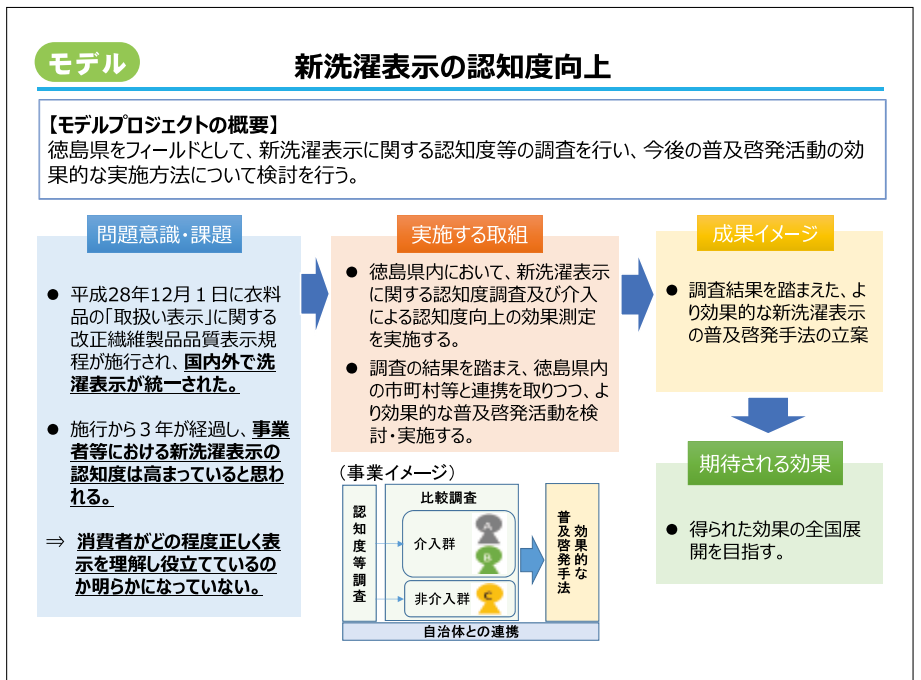 モデル
新洗濯表示の認知度向上
【モデルプロジェクトの概要】
徳島県をフィールドとして、新洗濯表示に関する認知度等の調査を行い、今後の普及啓発活動の効
果的な実施方法について検討を行う。
問題意識・課題
● 平成28年12月１日に衣料
品の「取扱い表示」に関する
改正繊維製品品質表示規
程が施行され、国内外で洗
濯表示が統一された。
● 施行から３年が経過し、事業
者等における新洗濯表示の
認知度は高まっていると思わ
れる。
⇒ 消費者がどの程度正しく表
示を理解し役立てているの
か明らかになっていない。
実施する取組
● 徳島県内において、新洗濯表示
に関する認知度調査及び介入
による認知度向上の効果測定
を実施する。
● 調査の結果を踏まえ、徳島県内
の市町村等と連携を取りつつ、よ
り効果的な普及啓発活動を検
討・実施する。
（事業イメージ）
認知度等調査
比較調査
介入群
A
B
非介入群
C
効果的な
普及啓発手法
自治体との連携
成果イメージ
● 調査結果を踏まえた、よ
り効果的な新洗濯表示
の普及啓発手法の立案
期待される効果
● 得られた効果の全国展
開を目指す。